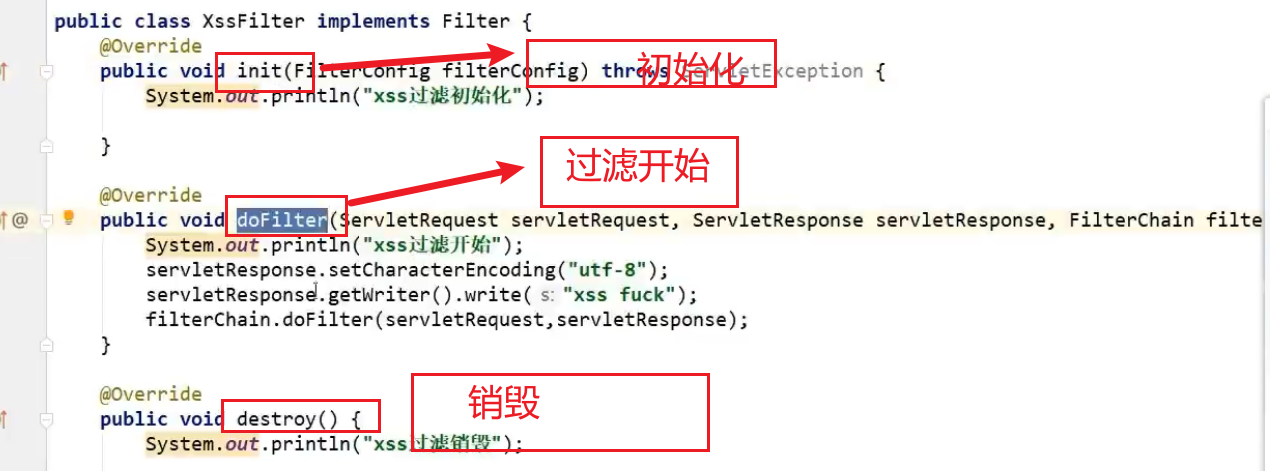 public class XssFilter implements Filter {
@Override
public void init(FilterConfig filterConfig) throws ServletException {
初始化
System.out.println("xss过滤初始化");
}
过滤开始
@Override
public void doFilter(ServletRequest servletRequest, ServletResponse servletResponse, FilterChain filte
System.out.println("xss过滤开始");
servletResponse.setCharacterEncoding("utf-8");
servletResponse.getWriter().write( s: "xss fuck");
filterChain.doFilter(servletRequest,servletResponse);
}
@Override
销毁
public void destroy() {
System.out.println("xss过滤销毁");